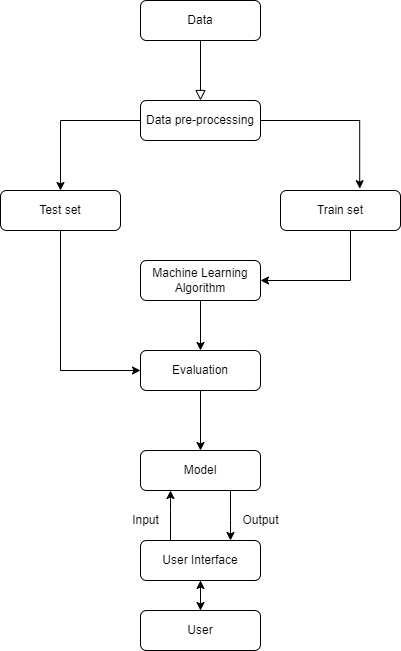 Data
Data pre-processing
Test set
Train set
Machine Learning
Algorithm
Evaluation
Model
Input
Output
User Interface
User